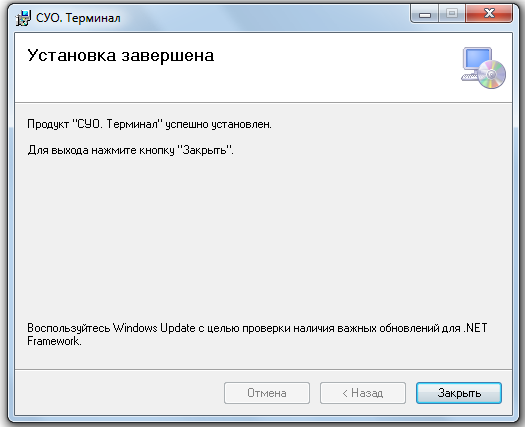 СУО. Терминал
Установка завершена
Продукт "СУО. Терминал" успешно установлен.
Для выхода нажмите кнопку "Закрыть".
Воспользуйтесь Windows Update с целью проверки наличия важных обновлений для .NET
Framework.
Отмена
< Назад
Закрыть